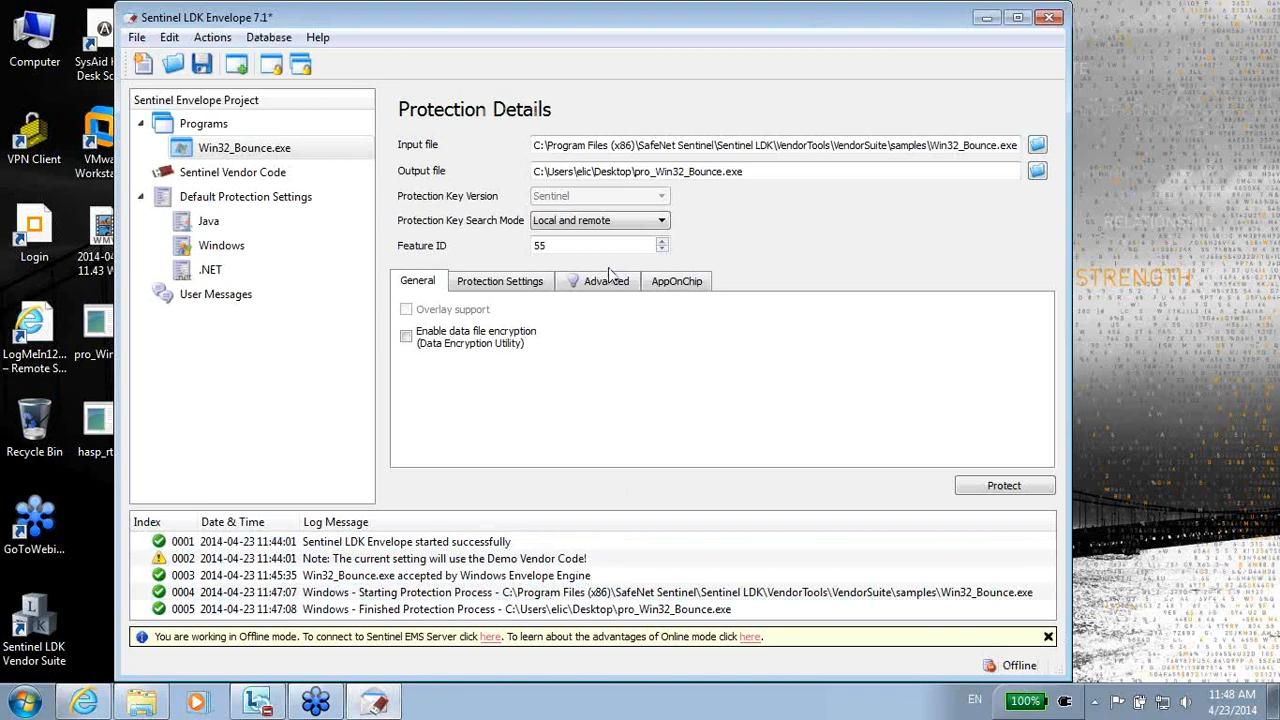 Computer
SysAid
Desk
Sc
VPN Client
VMwa
Worksta
Login
2014-04-
11.43 W
LogMeIn12...
– Remote S...
pro_Wi
Recycle Bin
hasp_rt
GoToWebi...
Sentinel LDK
Vendor Suite
Sentinel LDK Envelope 7.1*
File Edit Actions Database Help
Sentinel Envelope Project
Programs
Win32_Bounce.exe
Sentinel Vendor Code
Default Protection Settings
Java
Windows
.NET
User Messages
Protection Details
Input file C:\Program Files (x86)\SafeNet Sentinel\Sentinel LDK\VendorTools\VendorSuite\samples\Win32_Bounce.exe
Output file C:\Users\elic\Desktop\pro_Win32_Bounce.exe
Protection Key Version Sentinel
Protection Key Search Mode Local and remote
Feature ID 55
General Protection Settings Advanced AppOnChip
Overlay support
Enable data file encryption
(Data Encryption Utility)
Protect
Index Date & Time Log Message
0001 2014-04-23 11:44:01 Sentinel LDK Envelope started successfully
0002 2014-04-23 11:44:01 Note: The current setting will use the Demo Vendor Code!
0003 2014-04-23 11:45:35 Win32_Bounce.exe accepted by Windows Envelope Engine
0004 2014-04-23 11:47:07 Windows - Starting Protection Process - C:\Program Files (x86)\SafeNet Sentinel\Sentinel LDK\VendorTools\VendorSuite\samples\Win32_Bounce.exe
0005 2014-04-23 11:47:08 Windows - Finished Protection Process - C:\Users\elic\Desktop\pro_Win32_Bounce.exe
You are working in Offline mode. To connect to Sentinel EMS Server click here. To learn about the advantages of Online mode click here.
Offline
STRENGTH
EN 100% 11:48 AM
4/23/2014